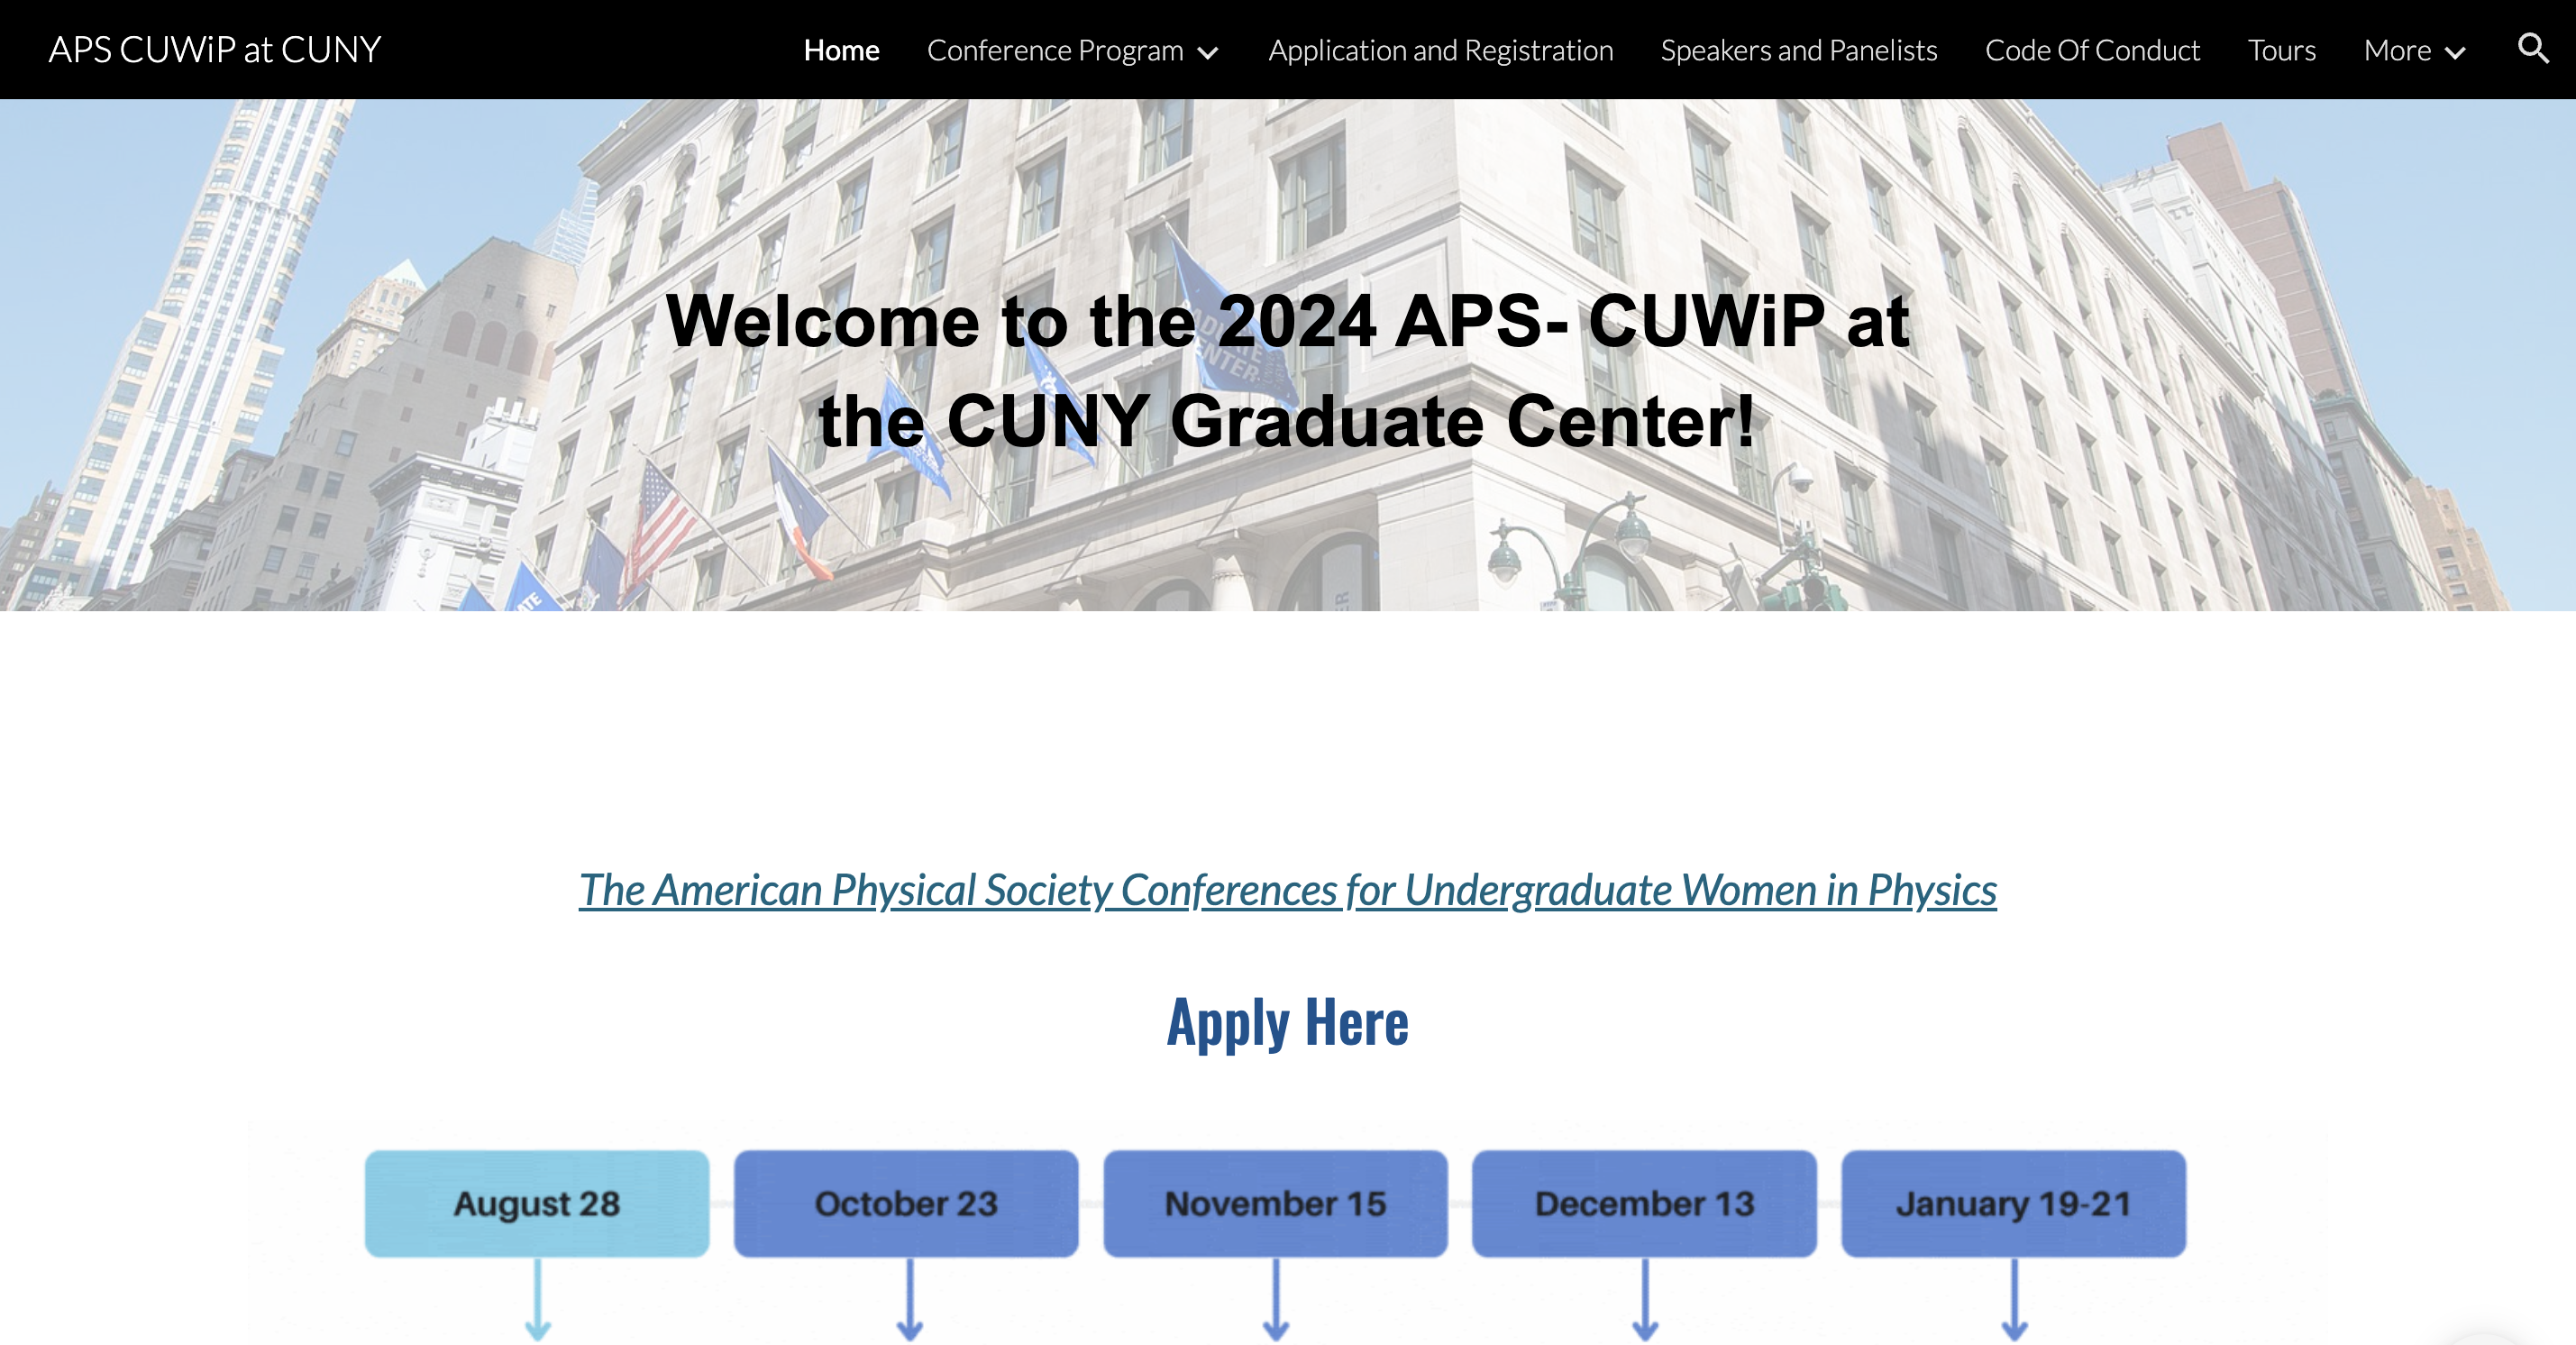 APS CUWiP at CUNY
Home Conference Program Application and Registration Speakers and Panelists Code Of Conduct Tours More
Welcome to the 2024 APS- CUWiP at
the CUNY Graduate Center!
The American Physical Society Conferences for Undergraduate Women in Physics
Apply Here
August 28 October 23 November 15 December 13 January 19-21